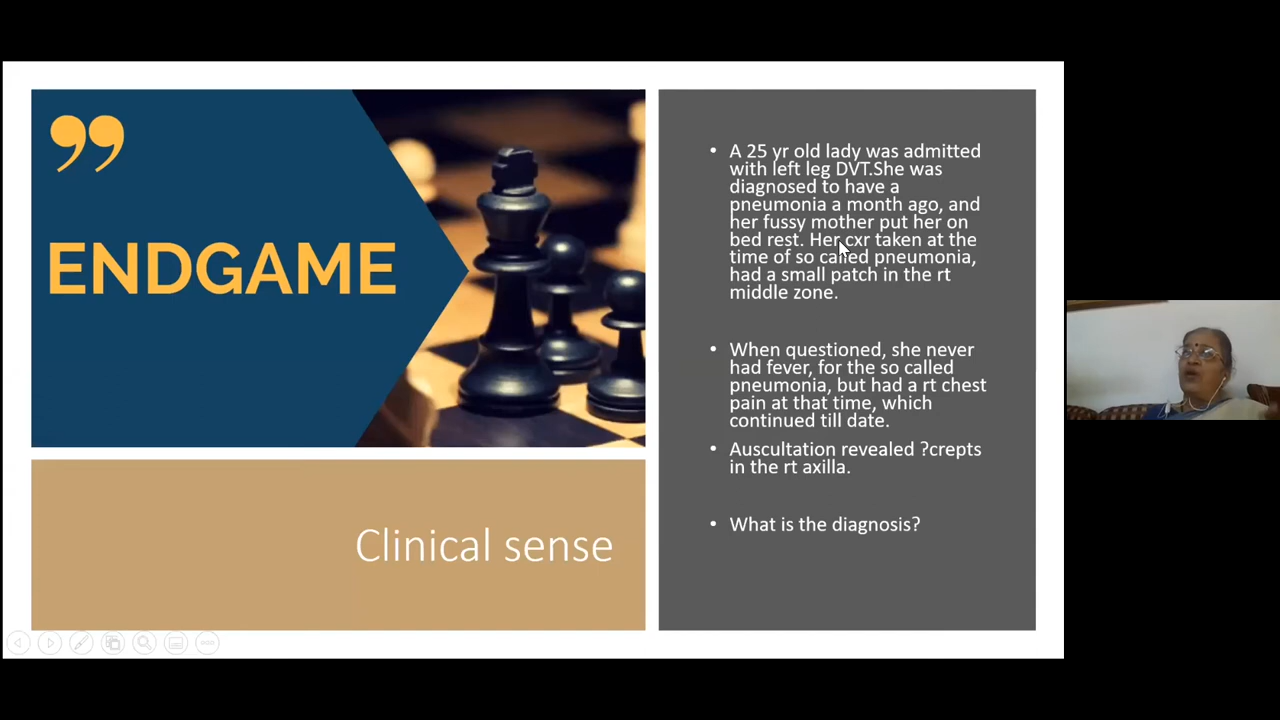 ”
ENDGAME
Clinical sense
• A 25 yr old lady was admitted
with left leg DVT.She was
diagnosed to have a
pneumonia a month ago, and
her fussy mother put her on
bed rest. Her cxr taken at the
time of so called pneumonia,
had a small patch in the rt
middle zone.
• When questioned, she never
had fever, for the so called
pneumonia, but had a rt chest
pain at that time, which
continued till date.
• Auscultation revealed ?crepts
in the rt axilla.
• What is the diagnosis?